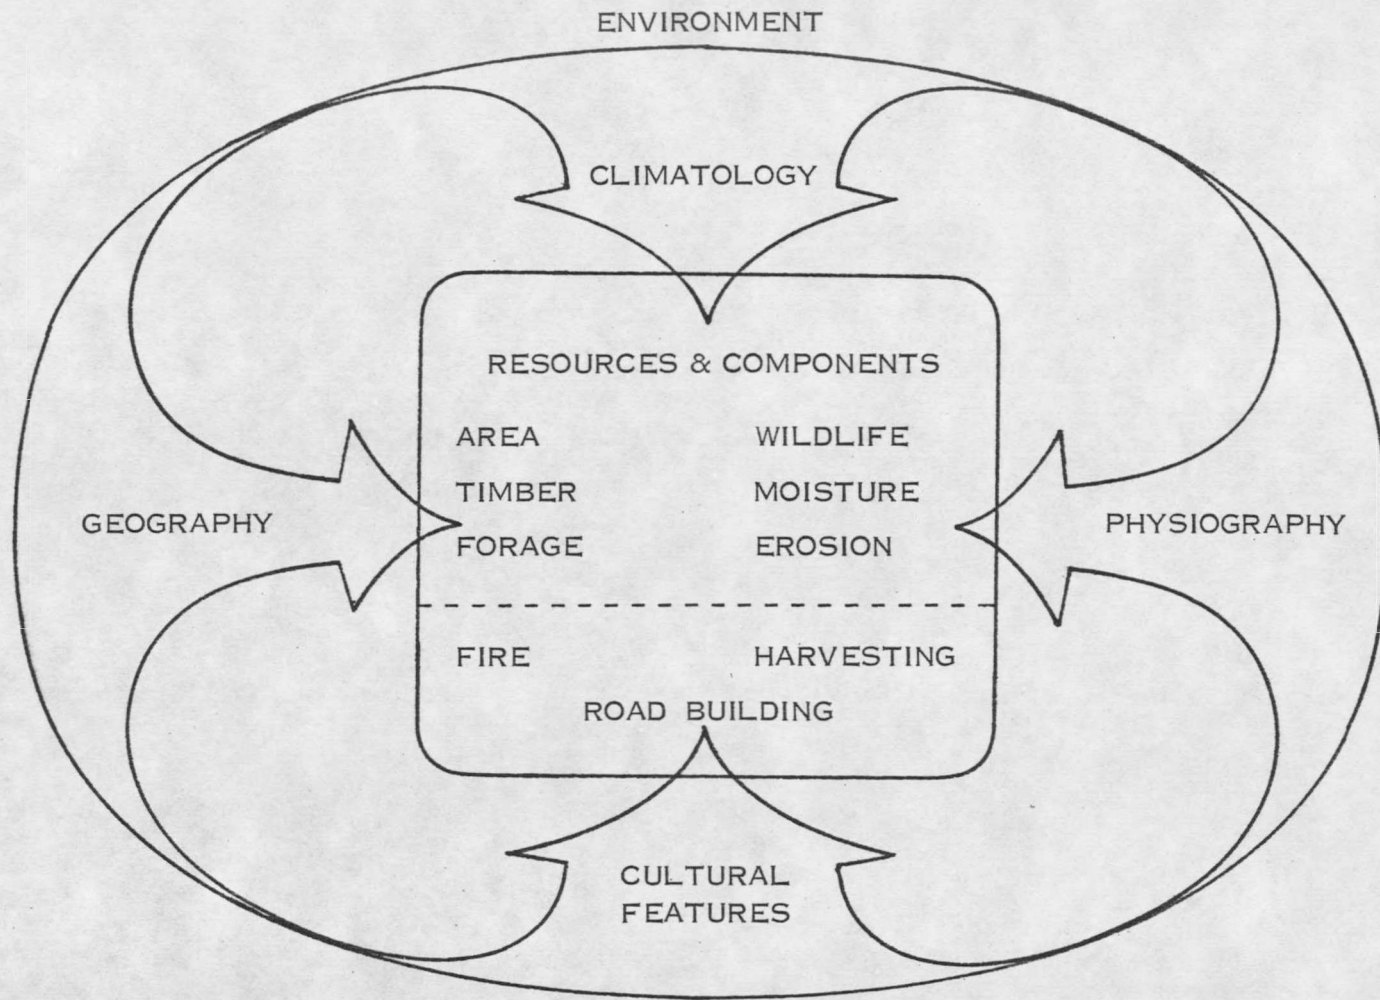 ENVIRONMENT
CLIMATOLOGY
RESOURCES & COMPONENTS
AREA WILDLIFE
TIMBER MOISTURE
GEOGRAPHY PHYSIOGRAPHY
FORAGE EROSION
FIRE HARVESTING
ROAD BUILDING
CULTURAL
FEATURES